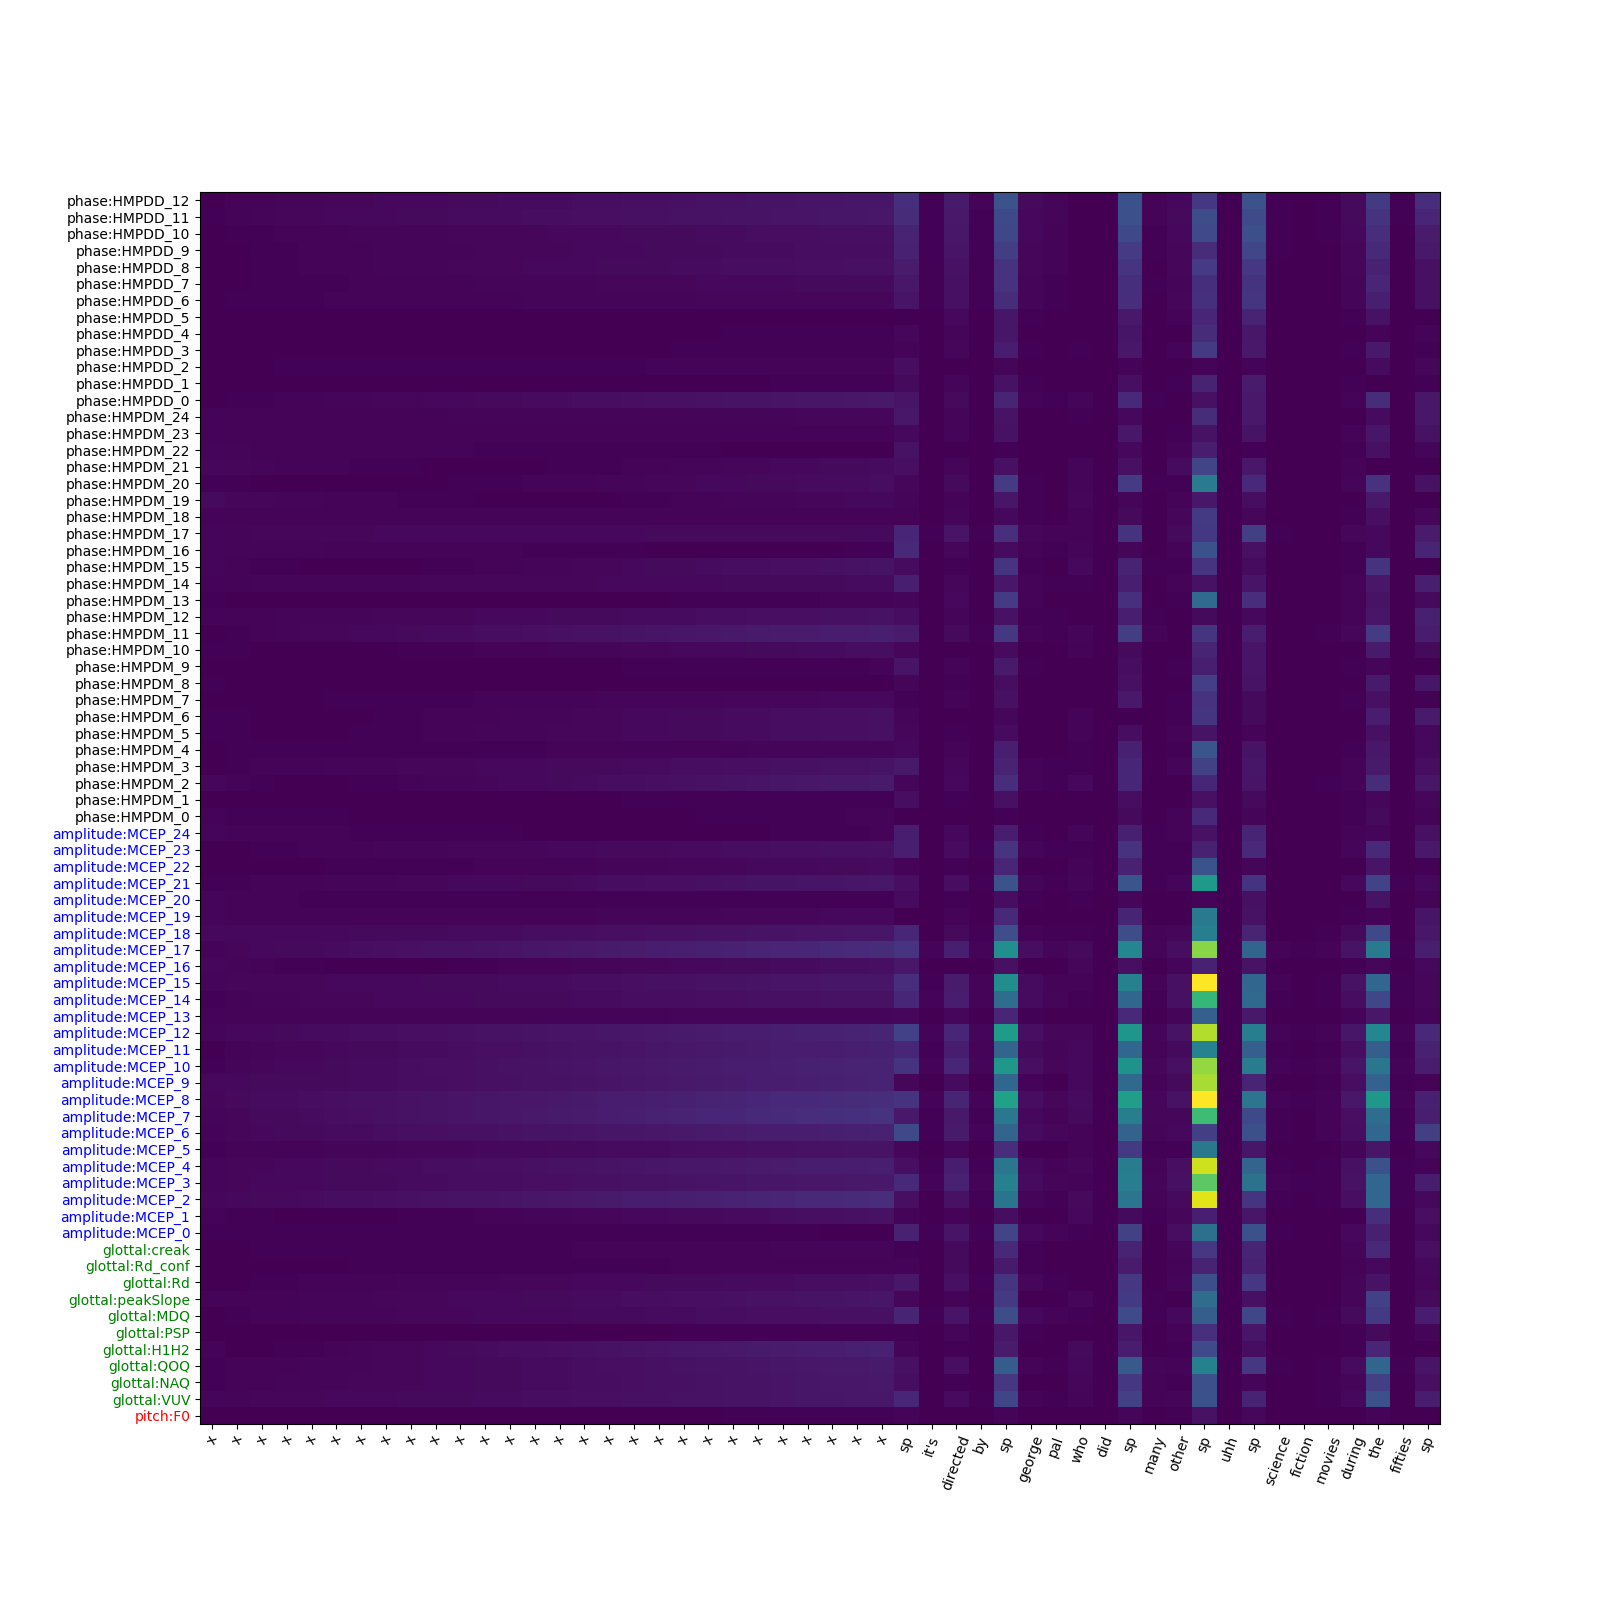 phase:HMPDD_12
phase:HMPDD_11
phase:HMPDD_10
phase:HMPDD_9
phase:HMPDD_8
phase:HMPDD_7
phase:HMPDD_6
phase:HMPDD_5
phase:HMPDD_4
phase:HMPDD_3
phase:HMPDD_2
phase:HMPDD_1
phase:HMPDD_0
phase:HMPDM_24
phase:HMPDM_23
phase:HMPDM_22
phase:HMPDM_21
phase:HMPDM_20
phase:HMPDM_19
phase:HMPDM_18
phase:HMPDM_17
phase:HMPDM_16
phase:HMPDM_15
phase:HMPDM_14
phase:HMPDM_13
phase:HMPDM_12
phase:HMPDM_11
phase:HMPDM_10
phase:HMPDM_9
phase:HMPDM_8
phase:HMPDM_7
phase:HMPDM_6
phase:HMPDM_5
phase:HMPDM_4
phase:HMPDM_3
phase:HMPDM_2
phase:HMPDM_1
phase:HMPDM_0
amplitude:MCEP_24
amplitude:MCEP_23
amplitude:MCEP_22
amplitude:MCEP_21
amplitude:MCEP_20
amplitude:MCEP_19
amplitude:MCEP_18
amplitude:MCEP_17
amplitude:MCEP_16
amplitude:MCEP_15
amplitude:MCEP_14
amplitude:MCEP_13
amplitude:MCEP_12
amplitude:MCEP_11
amplitude:MCEP_10
amplitude:MCEP_9
amplitude:MCEP_8
amplitude:MCEP_7
amplitude:MCEP_6
amplitude:MCEP_5
amplitude:MCEP_4
amplitude:MCEP_3
amplitude:MCEP_2
amplitude:MCEP_1
amplitude:MCEP_0
glottal:creak
glottal:Rd_conf
glottal:Rd
glottal:peakSlope
glottal:MDQ
glottal:PSP
glottal:H1H2
glottal:QOQ
glottal:NAQ
glottal:VUV
pitch:F0
x x x x x x x x x x x x x x x x x x x x x x x x x x x x sp it's directed by sp george pal who did sp many other sp uhh sp science fiction movies during the fifties sp